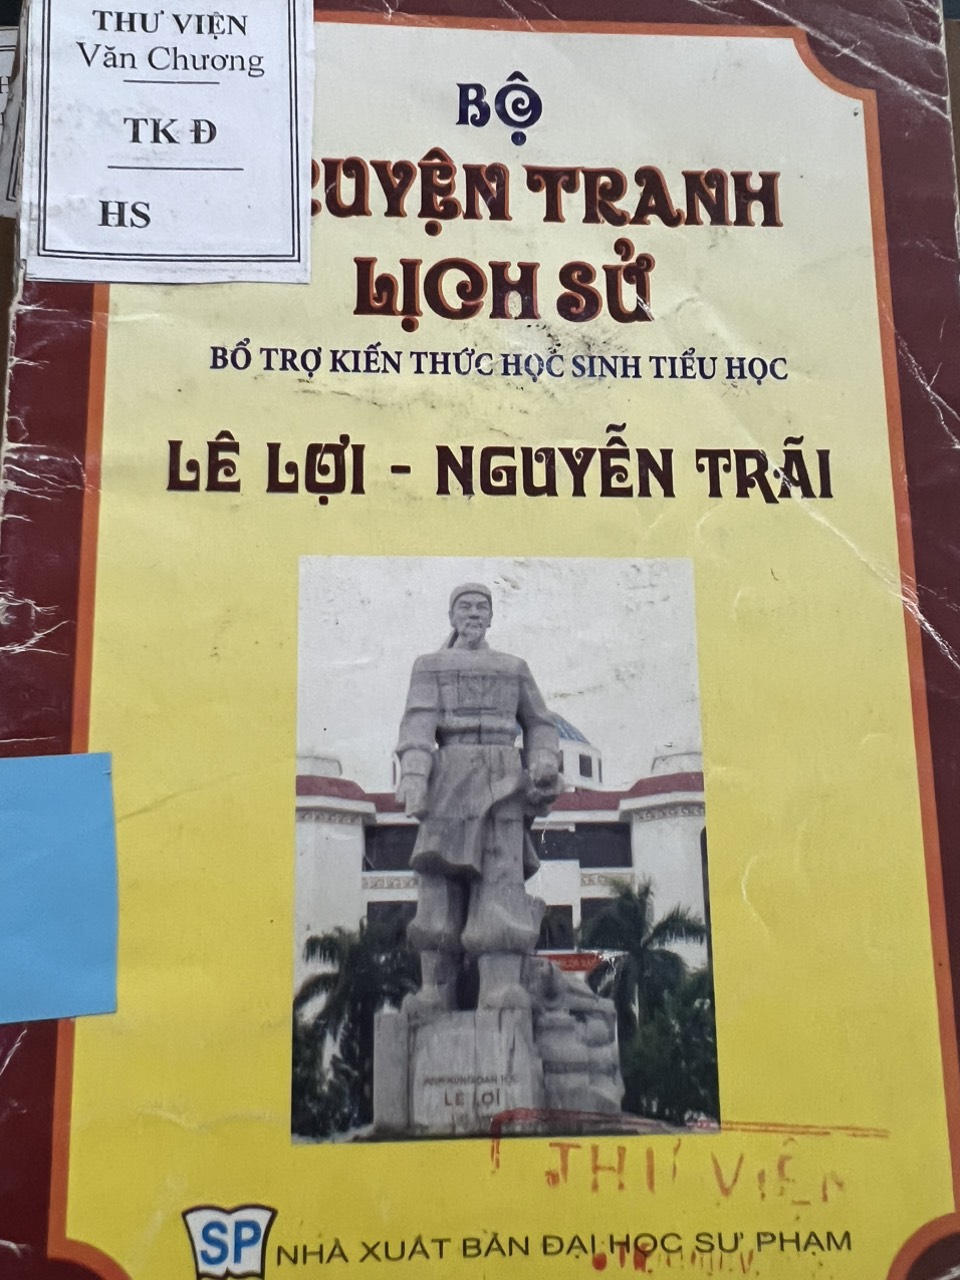 THƯ VIỆN
Văn Chương
TK Đ
HS
BỘ
TRANH
LỊCH SỬ
BỔ TRỢ KIẾN THỨC HỌC SINH TIỂU HỌC
LÊ LỢI - NGUYỄN TRÃI
LÊ LỢI
THƯ VIỆN
SP
NHÀ XUẤT BẢN ĐẠI HỌC SƯ PHẠM